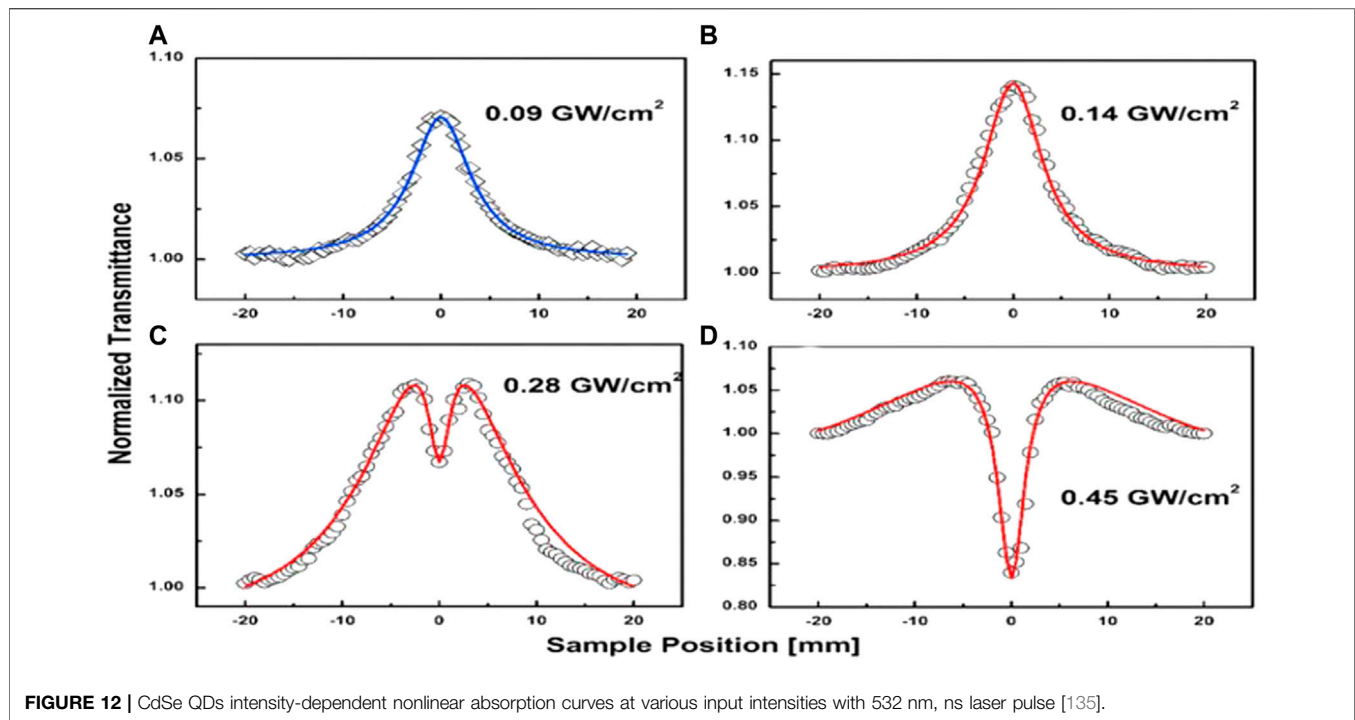 A
1.10
1.05
1.00
0.09 GW/cm²
-20 -10 0 10 20
B
1.15
1.10
1.05
1.00
0.14 GW/cm²
-20 -10 0 10 20
Normalized Transmittance
C
1.10
1.05
1.00
0.28 GW/cm²
-20 -10 0 10 20
D
1.10
1.05
1.00
0.95
0.90
0.85
0.80
0.45 GW/cm²
-20 -10 0 10 20
Sample Position [mm]
FIGURE 12 | CdSe QDs intensity-dependent nonlinear absorption curves at various input intensities with 532 nm, ns laser pulse [135].